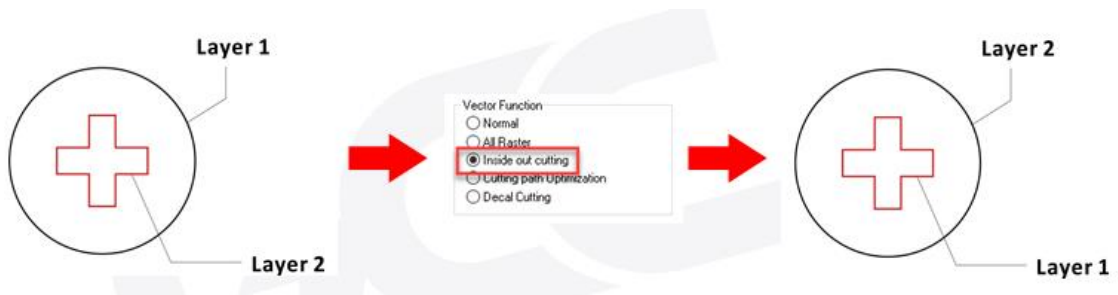 Layer 1
Layer 2
Vector Function
Normal
All Raster
Inside out cutting
Cutting path Optimization
Decal Cutting
Layer 2
Layer 1